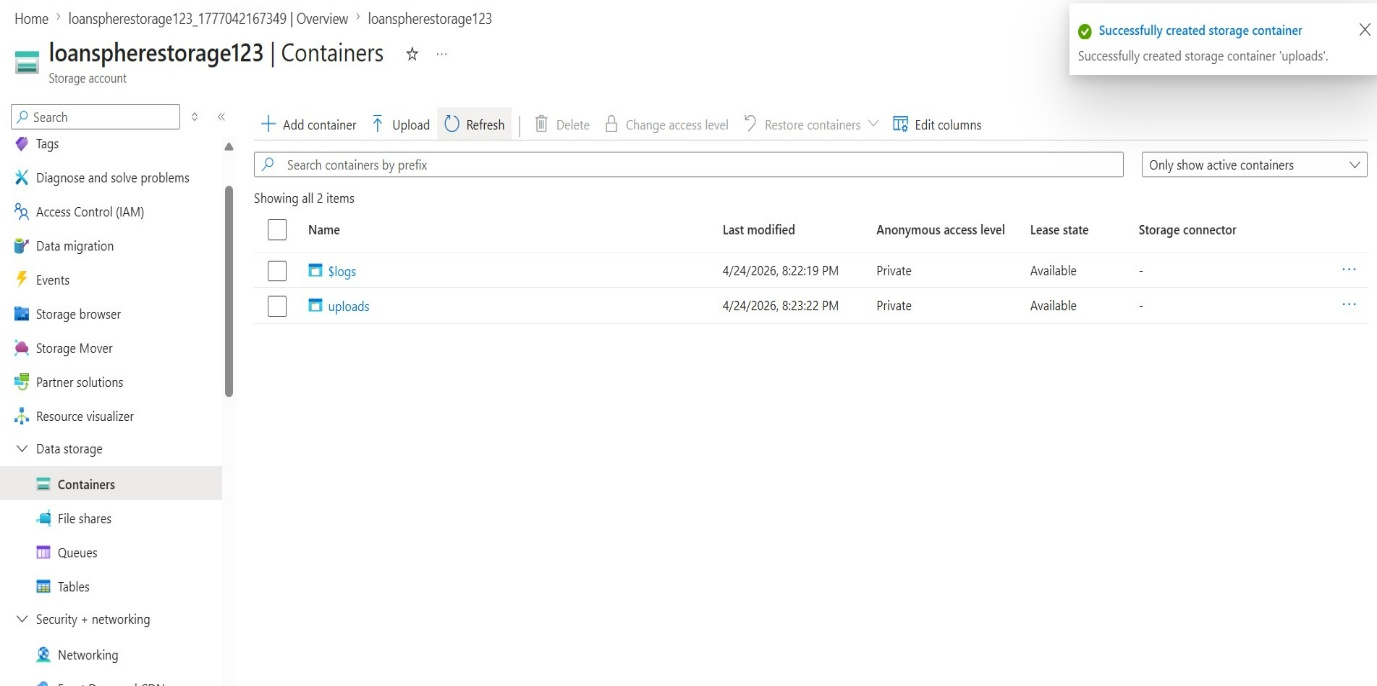 Home > loanspherestorage123_1777042167349 | Overview > loanspherestorage123
Successfully created storage container
Successfully created storage container 'uploads'.
loanspherestorage123 | Containers
Storage account
Search
Add container Upload Refresh Delete Change access level Restore containers Edit columns
Search containers by prefix
Only show active containers
Showing all 2 items
Name Last modified Anonymous access level Lease state Storage connector
$logs 4/24/2026, 8:22:19 PM Private Available -
uploads 4/24/2026, 8:23:22 PM Private Available -
Tags
Diagnose and solve problems
Access Control (IAM)
Data migration
Events
Storage browser
Storage Mover
Partner solutions
Resource visualizer
Data storage
Containers
File shares
Queues
Tables
Security + networking
Networking